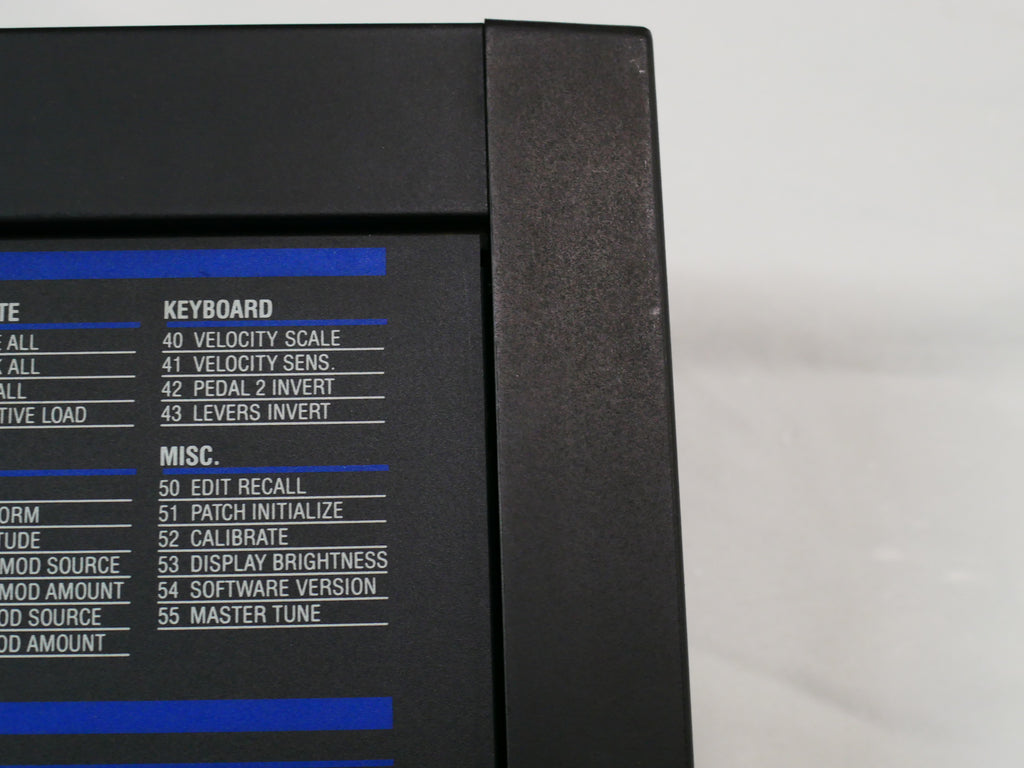 TE
E ALL
K ALL
ALL
TIVE LOAD
ORM
TUDE
MOD SOURCE
MOD AMOUNT
OD SOURCE
OD AMOUNT
KEYBOARD
40 VELOCITY SCALE
41 VELOCITY SENS.
42 PEDAL 2 INVERT
43 LEVERS INVERT
MISC.
50 EDIT RECALL
51 PATCH INITIALIZE
52 CALIBRATE
53 DISPLAY BRIGHTNESS
54 SOFTWARE VERSION
55 MASTER TUNE